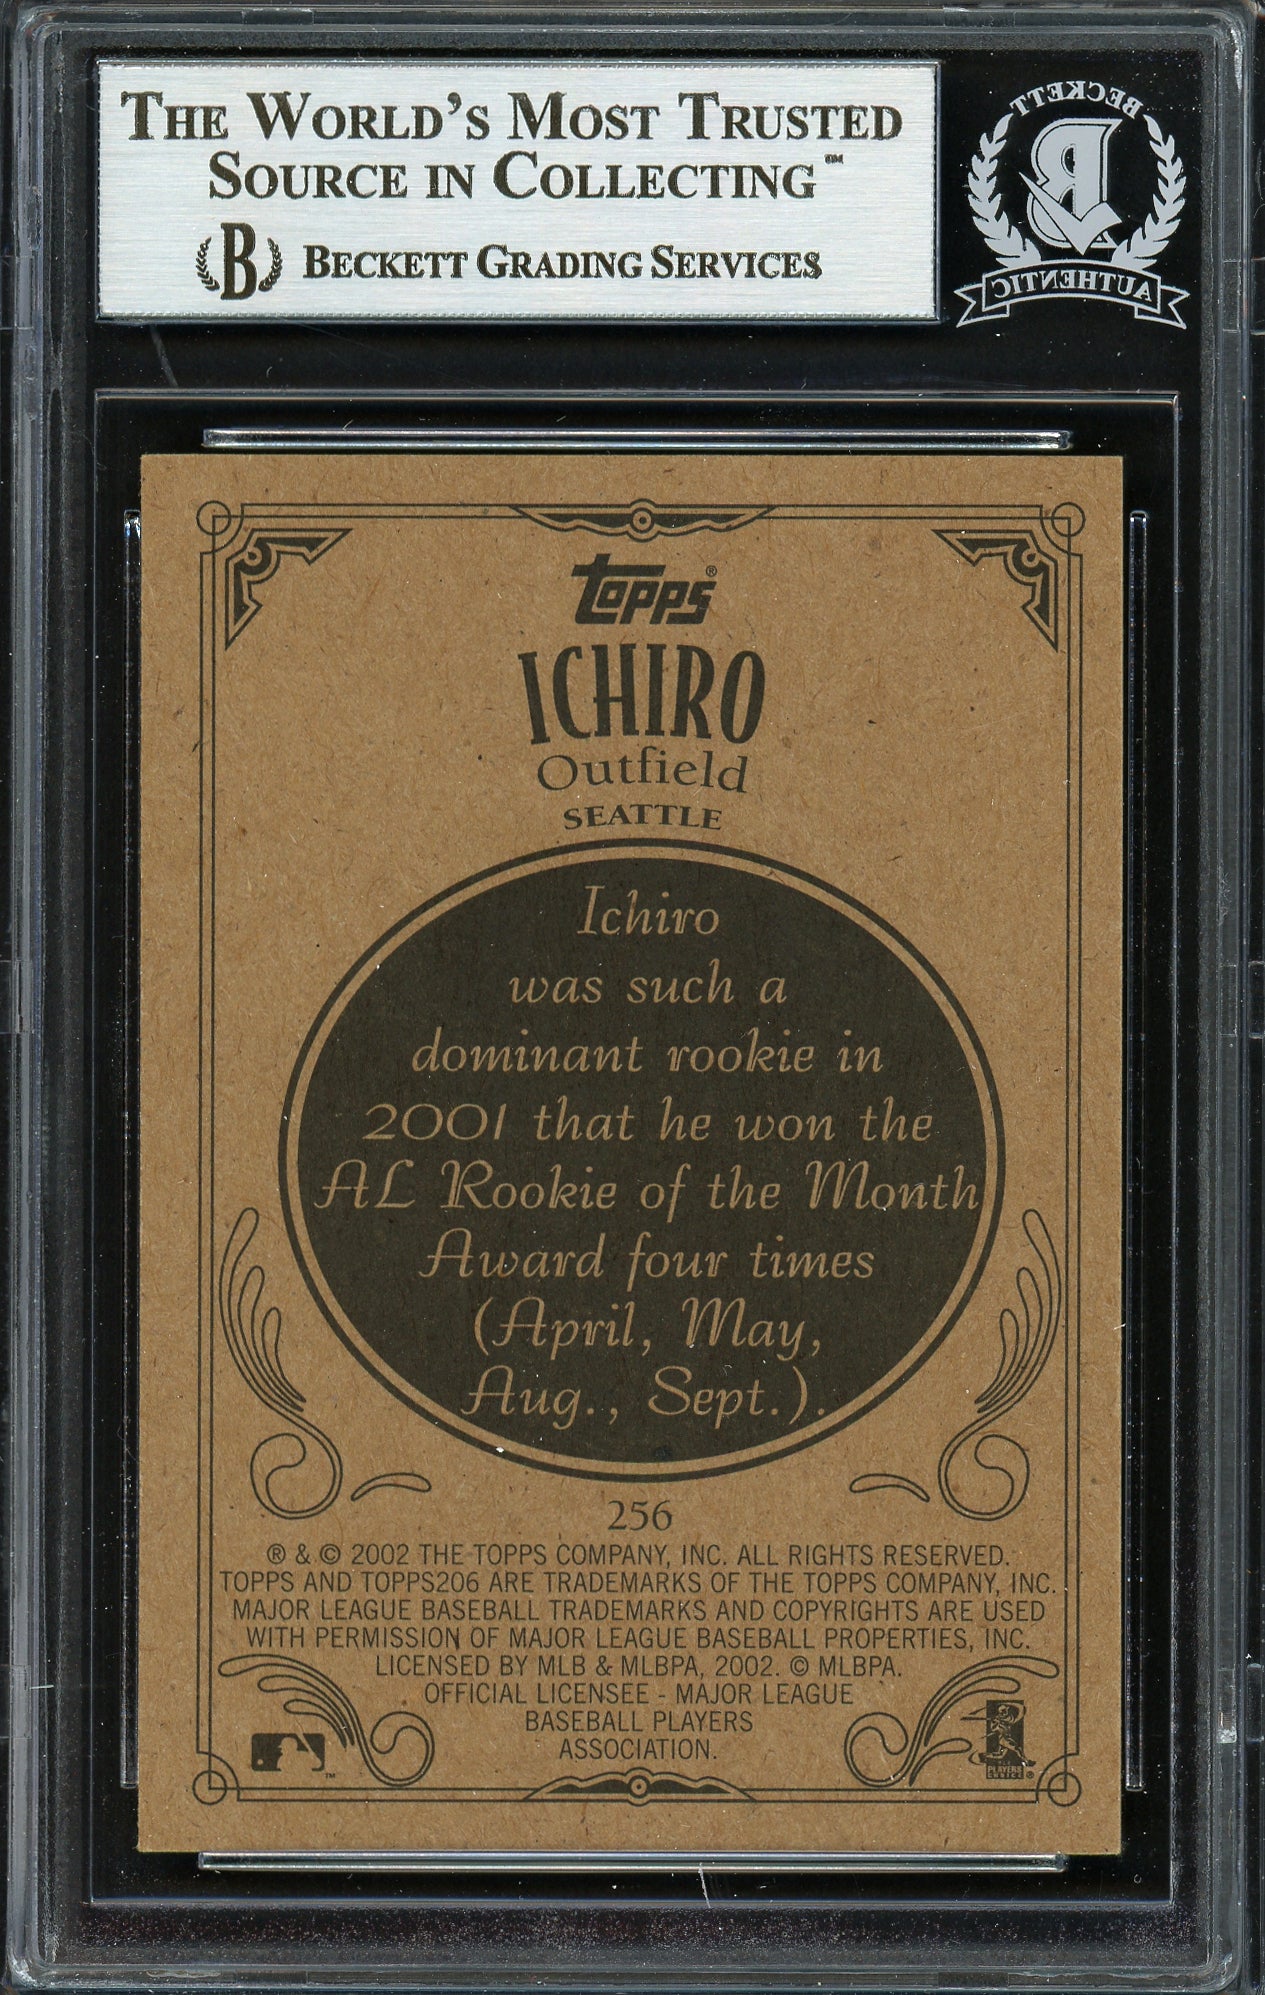 THE WORLD'S MOST TRUSTED
SOURCE IN COLLECTING™
B BECKETT GRADING SERVICES
BECKETT
B
AUTHENTIC
topps®
ICHIRO
Outfield
SEATTLE
Ichiro
was such a
dominant rookie in
2001 that he won the
AL Rookie of the Month
Award four times
(April, May,
Aug., Sept.).
256
® & © 2002 THE TOPPS COMPANY, INC. ALL RIGHTS RESERVED.
TOPPS AND TOPPS206 ARE TRADEMARKS OF THE TOPPS COMPANY, INC.
MAJOR LEAGUE BASEBALL TRADEMARKS AND COPYRIGHTS ARE USED
WITH PERMISSION OF MAJOR LEAGUE BASEBALL PROPERTIES, INC.
LICENSED BY MLB & MLBPA, 2002. © MLBPA.
OFFICIAL LICENSEE - MAJOR LEAGUE
BASEBALL PLAYERS
ASSOCIATION.
™
PLAYERS
CHOICE ®